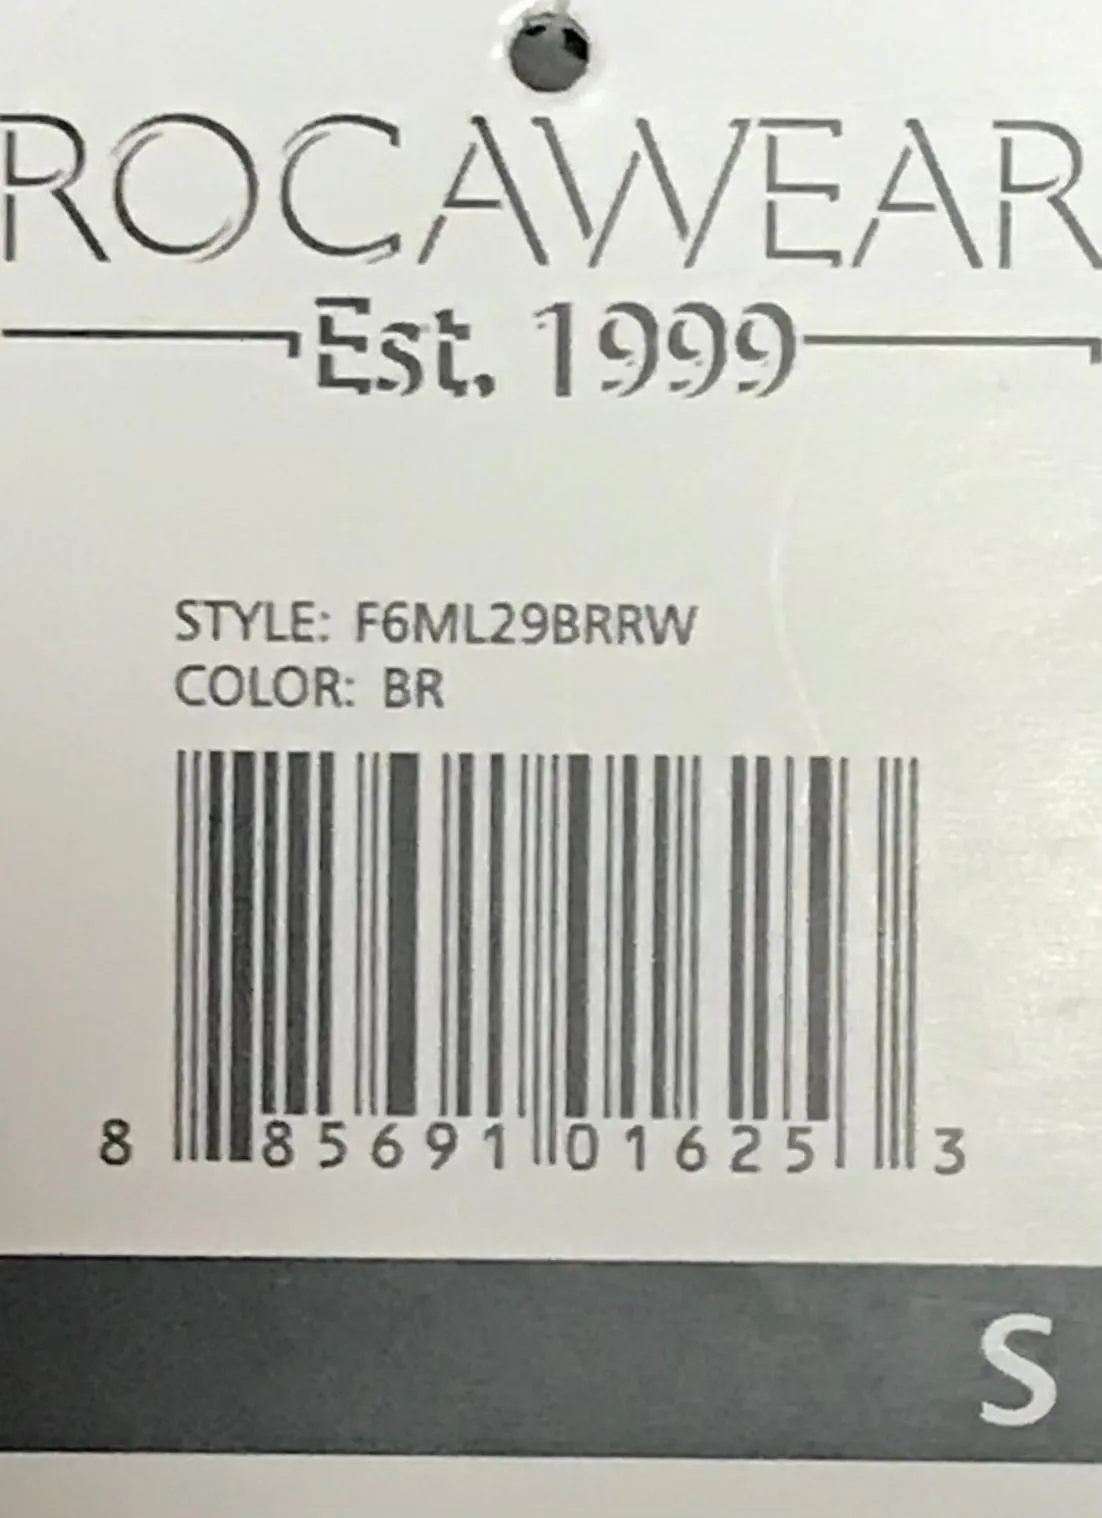 ROCAWEAR
Est. 1999
STYLE: F6ML29BRRW
COLOR: BR
8 85691 01625 3
S